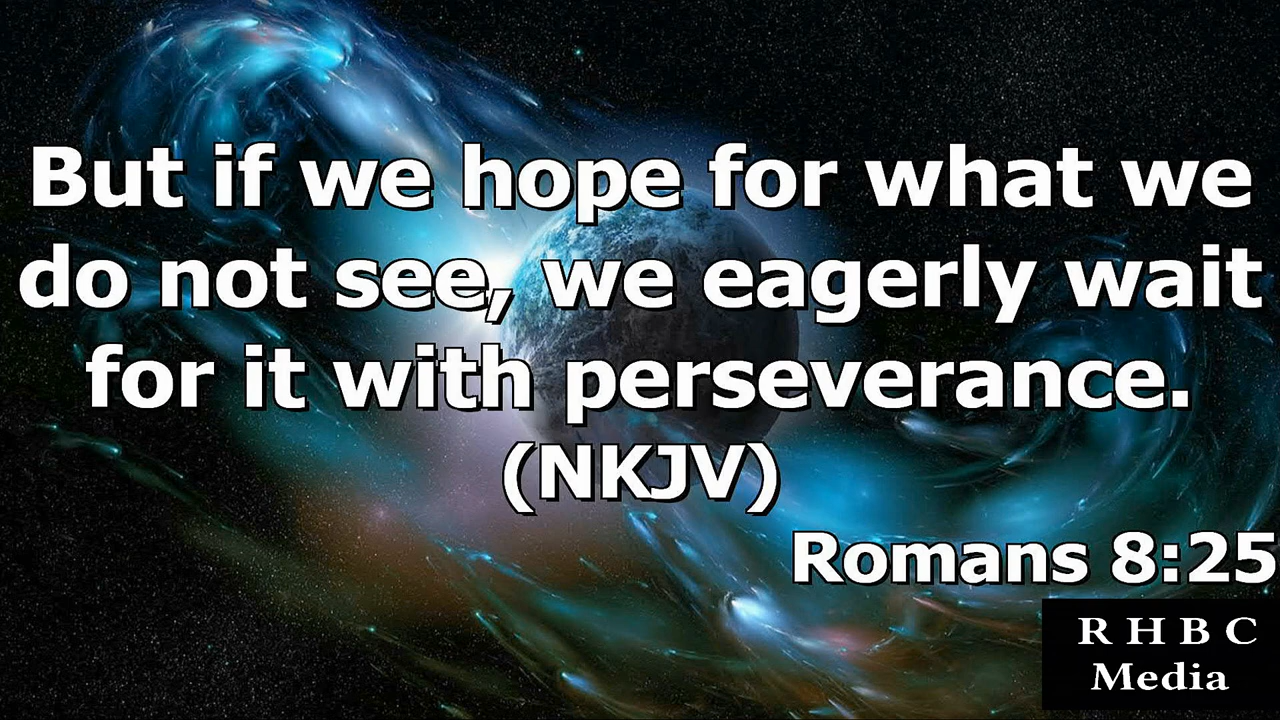 But if we hope for what we
do not see, we eagerly wait
for it with perseverance.
(NKJV)
Romans 8:25
R H B C
Media